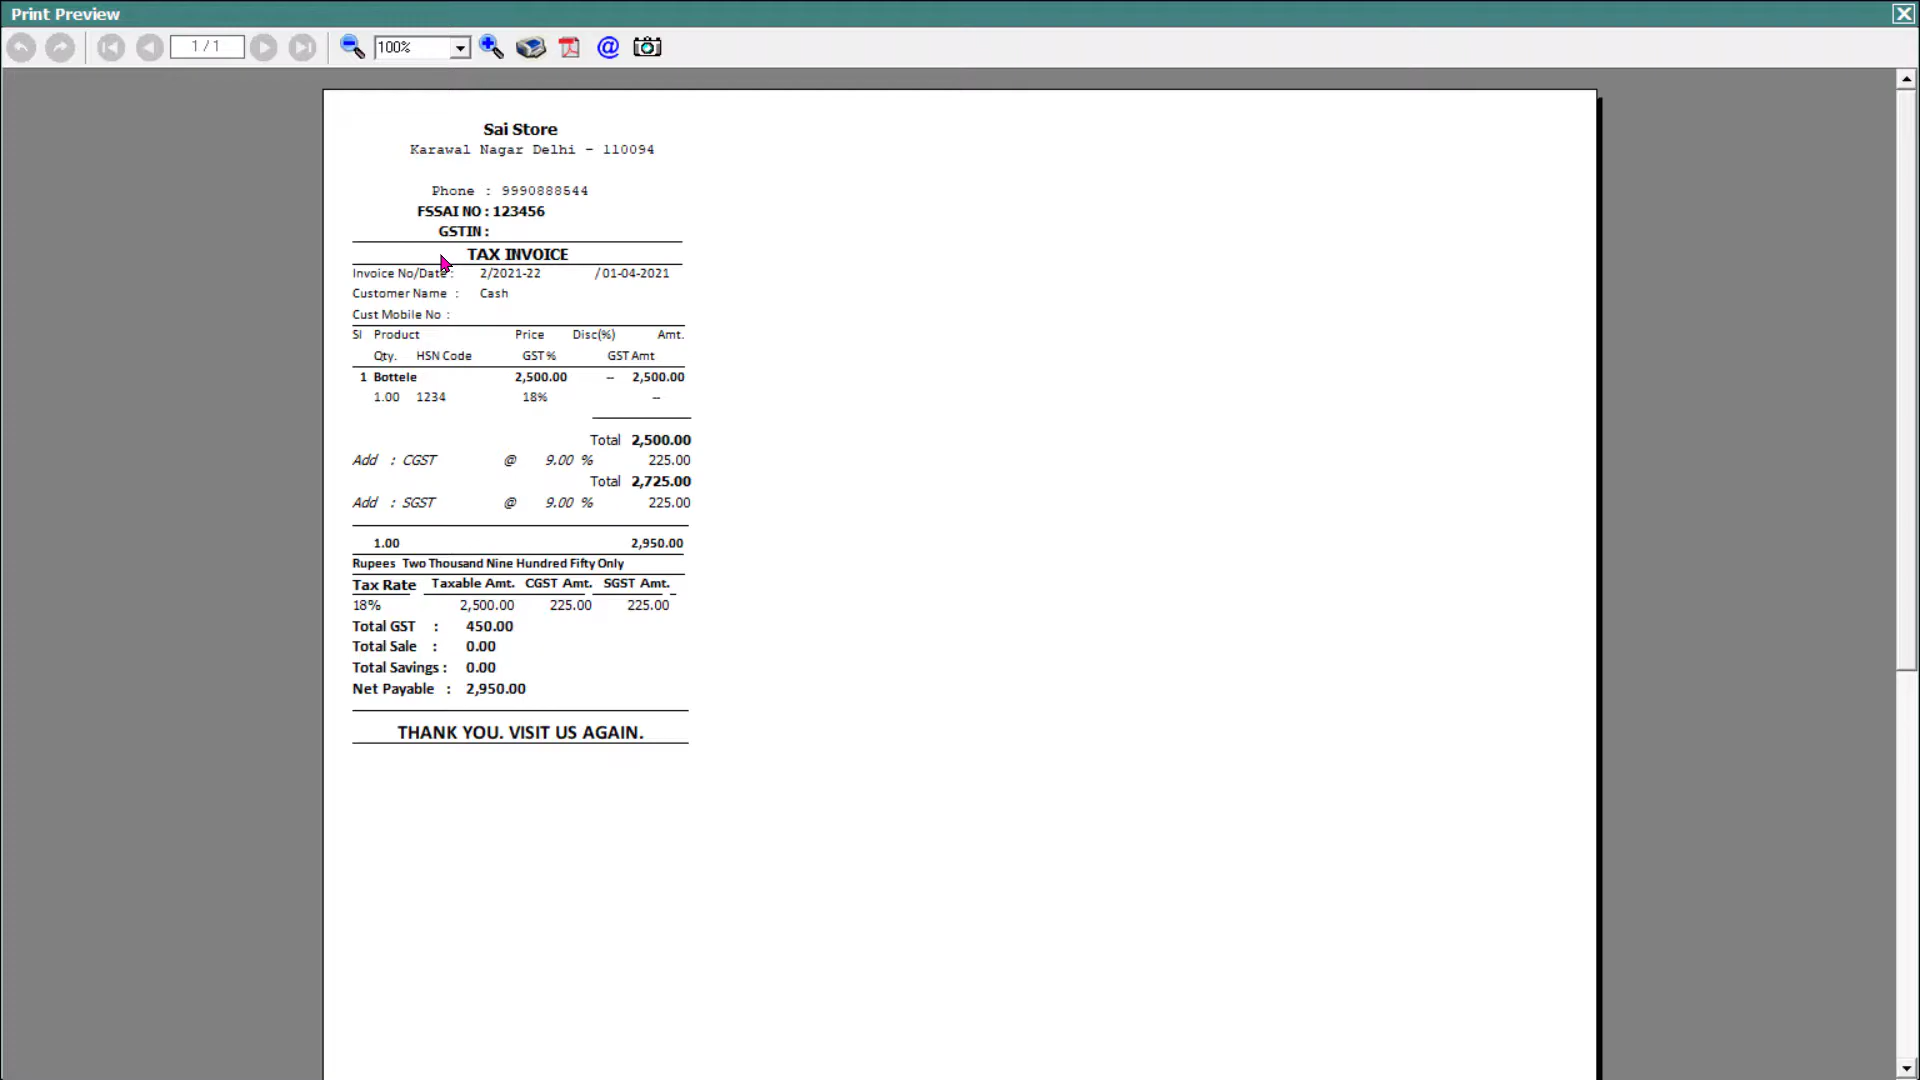 Print Preview
1 / 1
100%
Sai Store
Karawal Nagar Delhi - 110094
Phone : 9990888544
FSSAI NO : 123456
GSTIN :
TAX INVOICE
Invoice No/Date : 2/2021-22 / 01-04-2021
Customer Name : Cash
Cust Mobile No :
Sl Product Price Disc(%) Amt.
Qty. HSN Code GST % GST Amt
1 Bottele 2,500.00 -- 2,500.00
1.00 1234 18% --
Total 2,500.00
Add : CGST @ 9.00 % 225.00
Total 2,725.00
Add : SGST @ 9.00 % 225.00
1.00 2,950.00
Rupees Two Thousand Nine Hundred Fifty Only
Tax Rate Taxable Amt. CGST Amt. SGST Amt.
18% 2,500.00 225.00 225.00
Total GST : 450.00
Total Sale : 0.00
Total Savings : 0.00
Net Payable : 2,950.00
THANK YOU. VISIT US AGAIN.